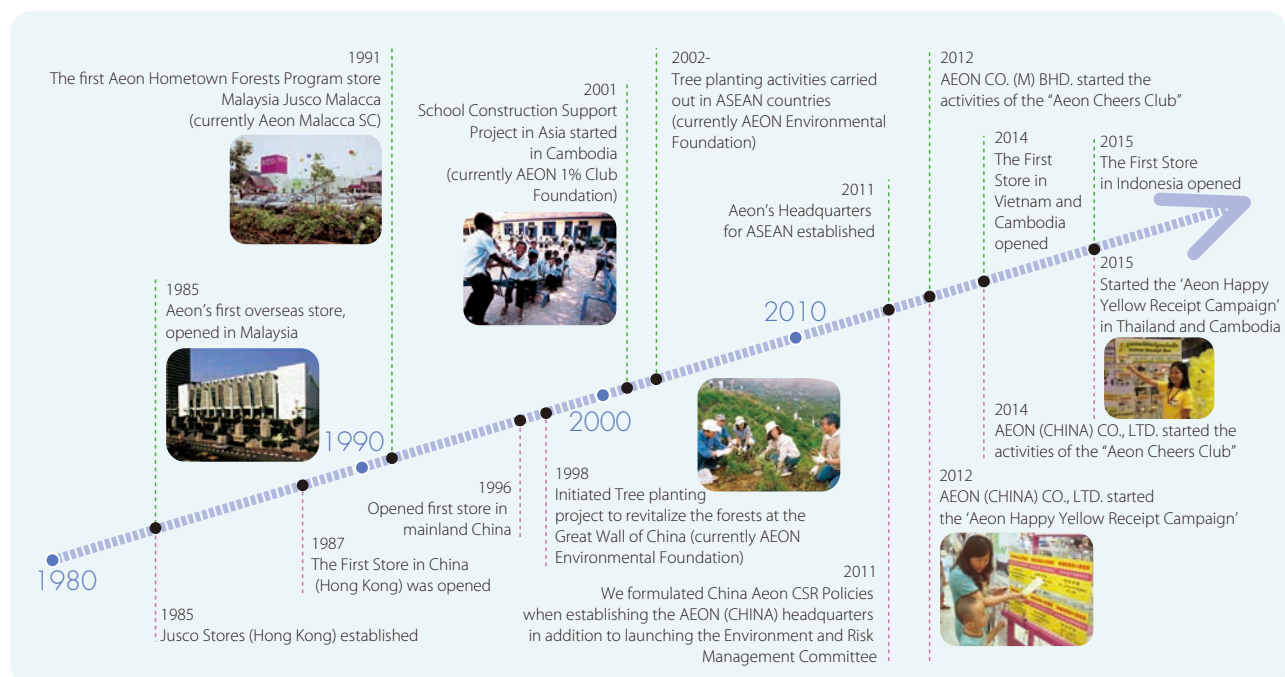 1991
The first Aeon Hometown Forests Program store
Malaysia Jusco Malacca
(currently Aeon Malacca SC)
2001
School Construction Support
Project in Asia started
in Cambodia
(currently AEON 1% Club
Foundation)
2002-
Tree planting activities carried
out in ASEAN countries
(currently AEON Environmental
Foundation)
2012
AEON CO. (M) BHD. started the
activities of the “Aeon Cheers Club”
2011
Aeon’s Headquarters
for ASEAN established
2014
The First
Store in
Vietnam and
Cambodia
opened
2015
The First Store
in Indonesia opened
1985
Aeon’s first overseas store,
opened in Malaysia
2015
Started the ‘Aeon Happy
Yellow Receipt Campaign’
in Thailand and Cambodia
1980
1990
2000
2010
1985
Jusco Stores (Hong Kong) established
1987
The First Store in China
(Hong Kong) was opened
1996
Opened first store in
mainland China
1998
Initiated Tree planting
project to revitalize the forests at the
Great Wall of China (currently AEON
Environmental Foundation)
2011
We formulated China Aeon CSR Policies
when establishing the AEON (CHINA) headquarters
in addition to launching the Environment and Risk
Management Committee
2014
AEON (CHINA) CO., LTD. started the
activities of the “Aeon Cheers Club”
2012
AEON (CHINA) CO., LTD. started
the ‘Aeon Happy Yellow Receipt Campaign’